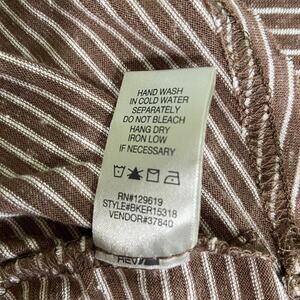 HAND WASH
IN COLD WATER
SEPARATELY
DO NOT BLEACH
HANG DRY
IRON LOW
IF NECESSARY
RN#129619
STYLE#BKER15318
VENDOR#37840
REV